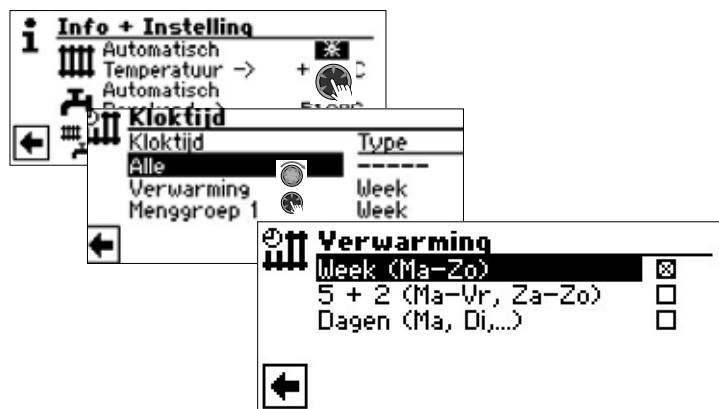 Info + Instelling
Automatisch
Temperatuur −> +
Automatisch
Kloktijd
Kloktijd Type
Alle -----
Verwarming Week
Menggroep 1 Week
Verwarming
Week (Ma−Zo)
5 + 2 (Ma−Vr, Za−Zo)
Dagen (Ma, Di,...)